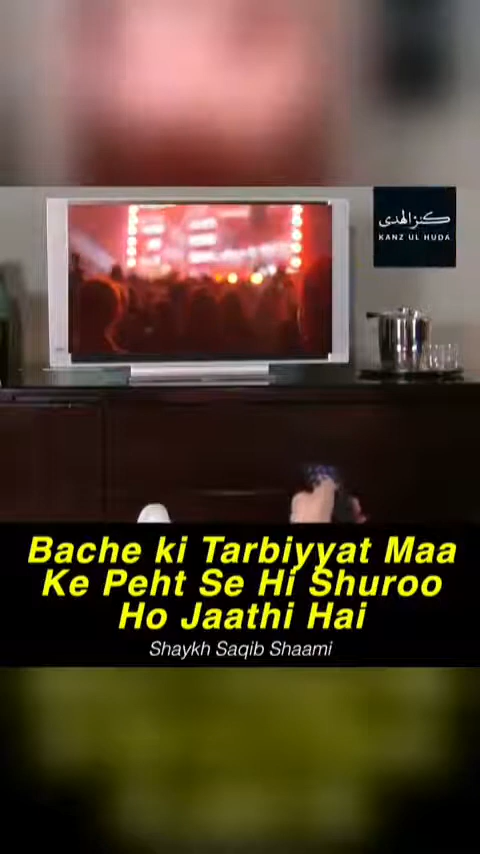 كنز الهدى
KANZ UL HUDA
Bache ki Tarbiyyat Maa
Ke Peht Se Hi Shuroo
Ho Jaathi Hai
Shaykh Saqib Shaami